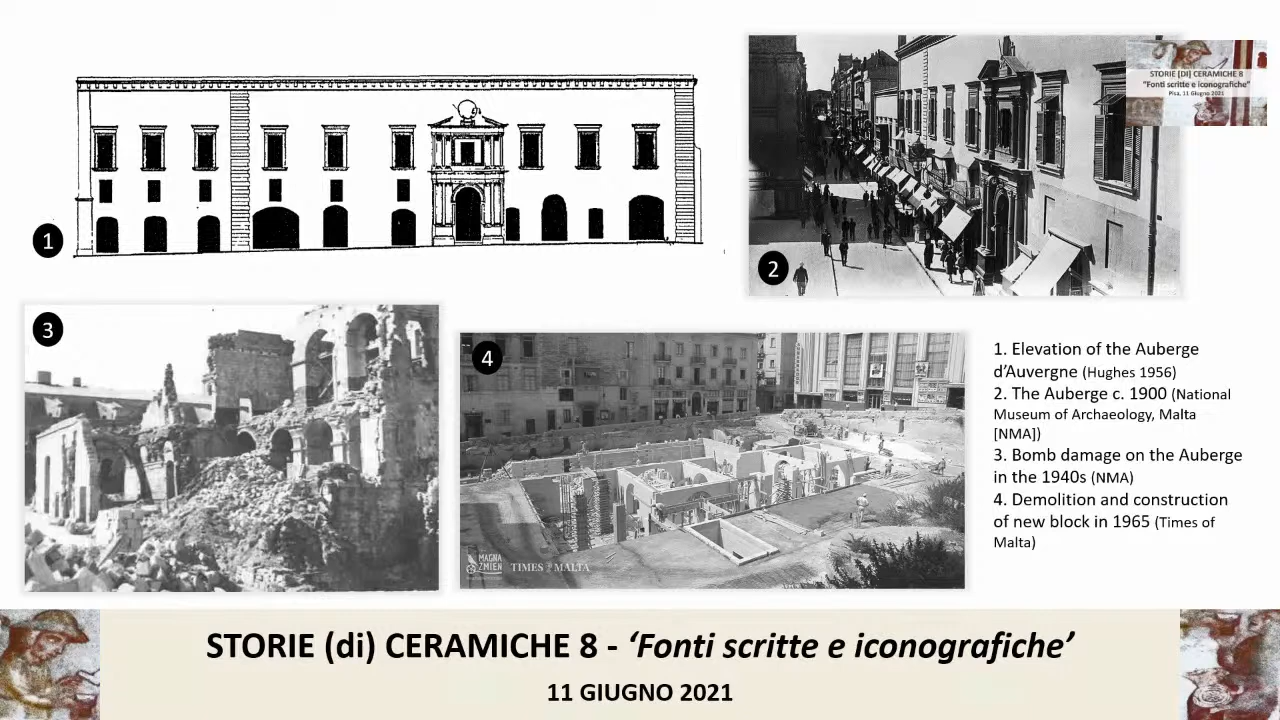 STORIE [DI] CERAMICHE 8
"Fonti scritte e iconografiche"
Pisa, 11 Giugno 2021
1
2
3
4
MAGNA
ŻMIEN
TIMES OF MALTA
1. Elevation of the Auberge
d'Auvergne (Hughes 1956)
2. The Auberge c. 1900 (National
Museum of Archaeology, Malta
[NMA])
3. Bomb damage on the Auberge
in the 1940s (NMA)
4. Demolition and construction
of new block in 1965 (Times of
Malta)
STORIE (di) CERAMICHE 8 - 'Fonti scritte e iconografiche'
11 GIUGNO 2021